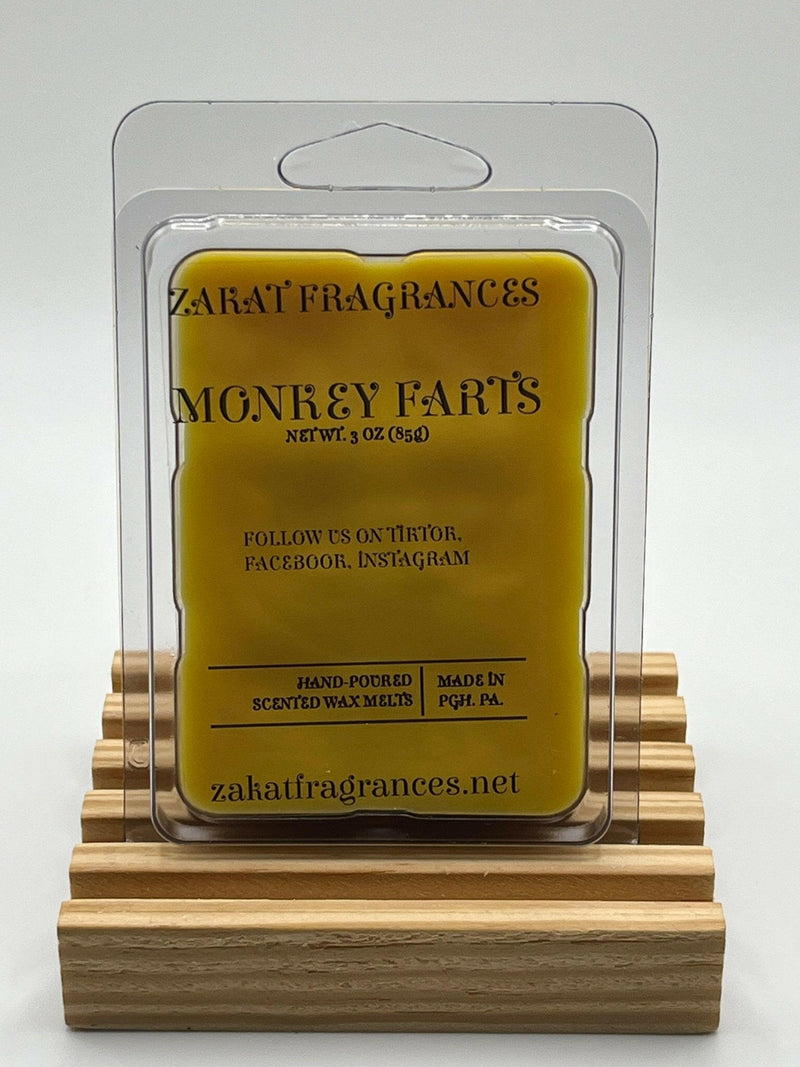 ZAKAT FRAGRANCES
MONKEY FARTS
NET WT. 3 OZ (85g)
FOLLOW US ON TIKTOK,
FACEBOOK, INSTAGRAM
HAND-POURED
SCENTED WAX MELTS
MADE IN
PGH. PA.
zakatfragrances.net